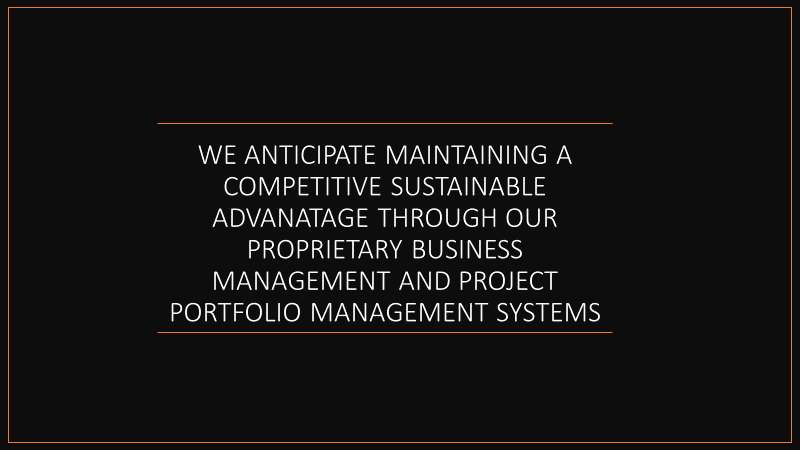 WE ANTICIPATE MAINTAINING A
COMPETITIVE SUSTAINABLE
ADVANATAGE THROUGH OUR
PROPRIETARY BUSINESS
MANAGEMENT AND PROJECT
PORTFOLIO MANAGEMENT SYSTEMS